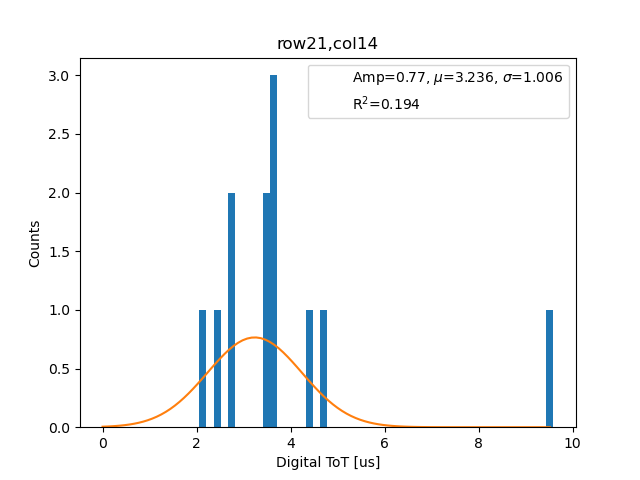 row21,col14
Amp=0.77, μ=3.236, σ=1.006
R²=0.194
Counts
3.0
2.5
2.0
1.5
1.0
0.5
0.0
0 2 4 6 8 10
Digital ToT [us]